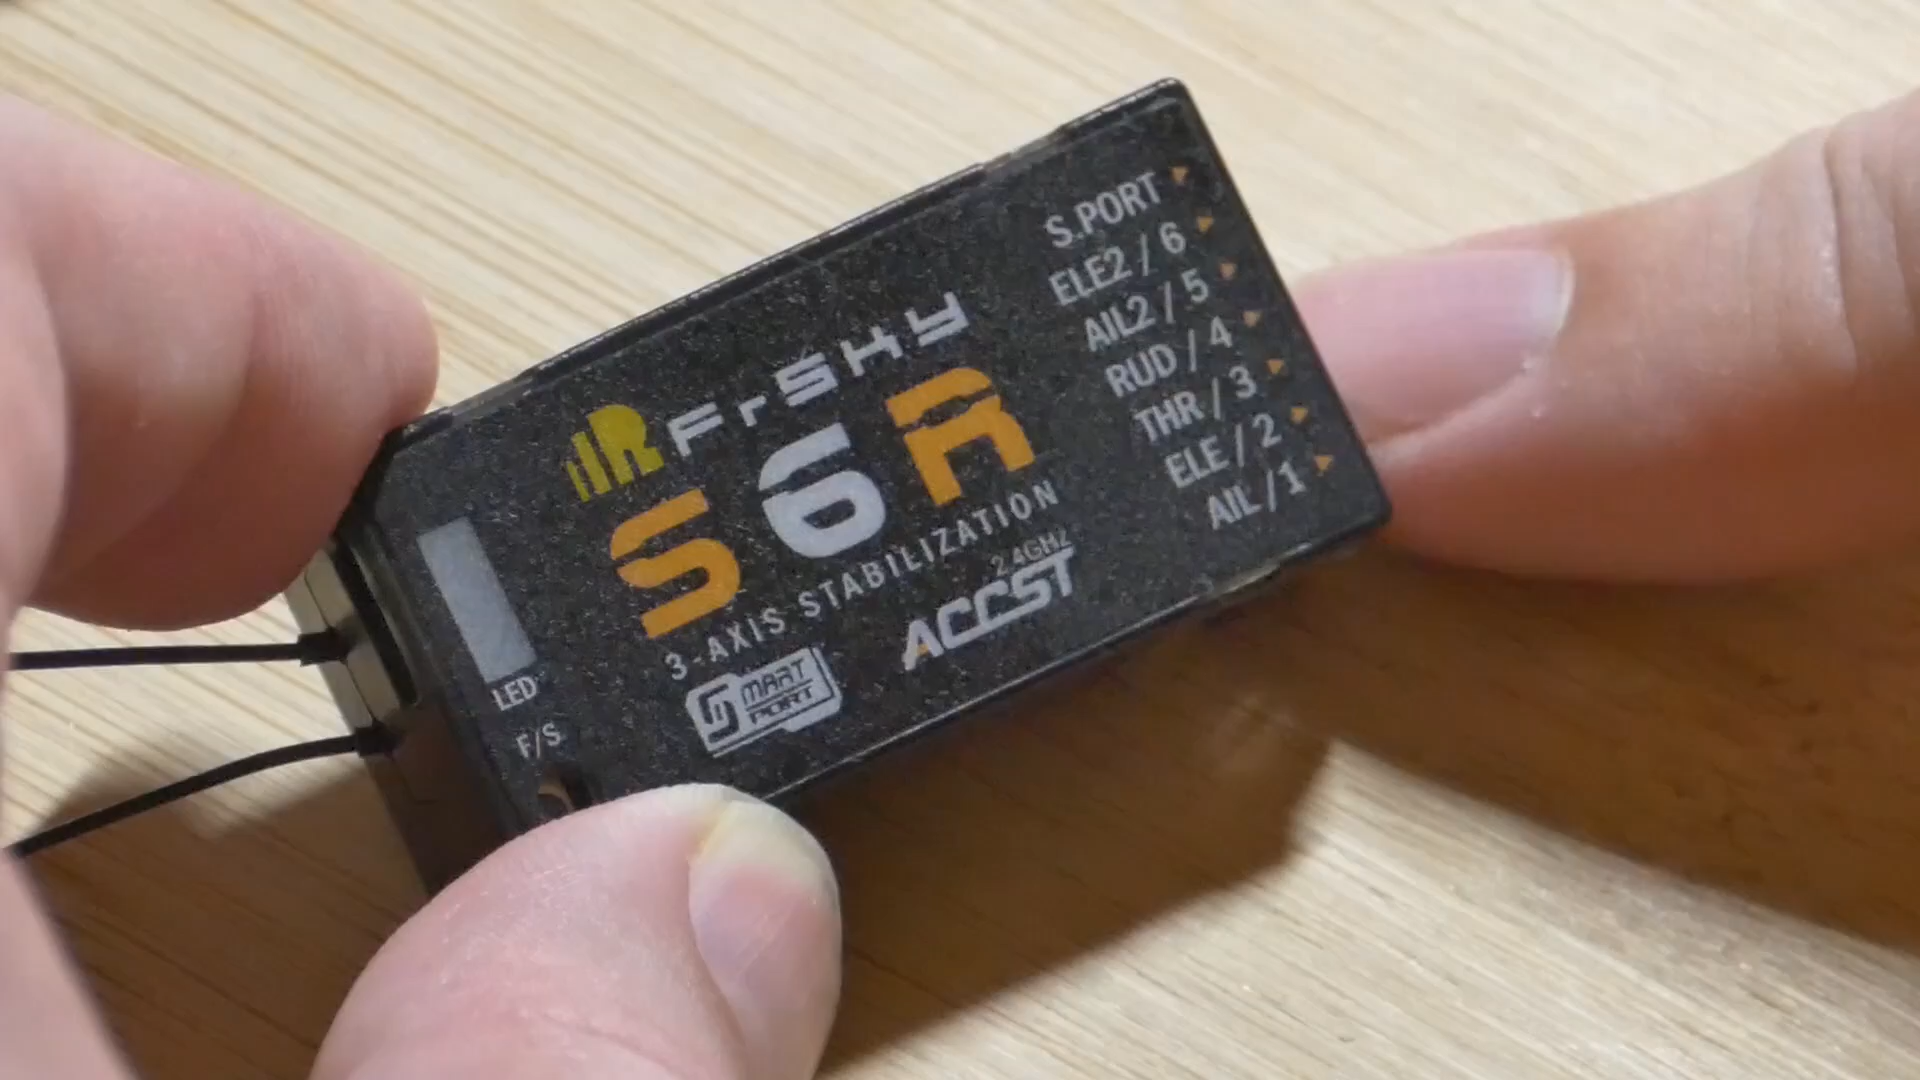 FrSKY
S6R
3-AXIS STABILIZATION
SMART
PORT
2.4GHz
ACCST
LED
F/S
S.PORT
ELE2 / 6
AIL2 / 5
RUD / 4
THR / 3
ELE / 2
AIL / 1